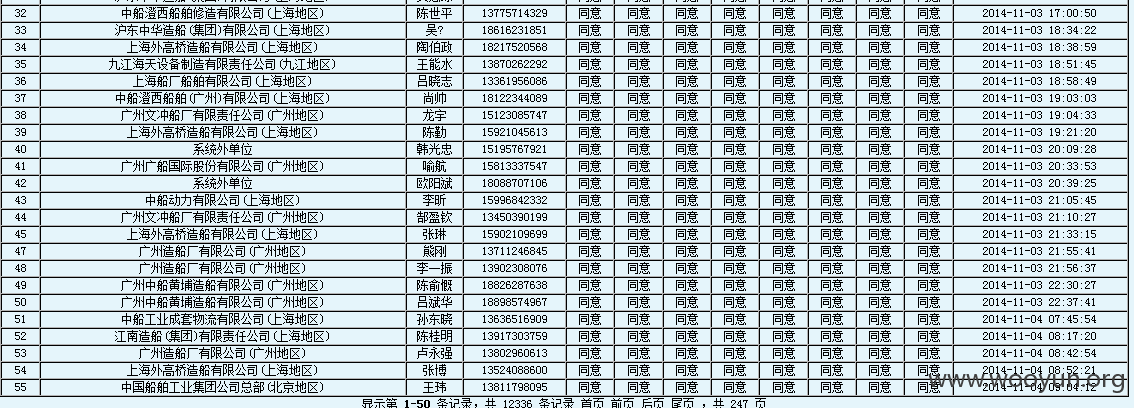 32 中船澄西船舶修造有限公司(上海地区) 陈世平 13775714329 同意 同意 同意 同意 同意 同意 同意 同意 2014-11-03 17:00:50
33 沪东中华造船(集团)有限公司(上海地区) 吴? 18616231851 同意 同意 同意 同意 同意 同意 同意 同意 2014-11-03 18:34:22
34 上海外高桥造船有限公司(上海地区) 陶伯政 18217520568 同意 同意 同意 同意 同意 同意 同意 同意 2014-11-03 18:38:59
35 九江海天设备制造有限责任公司(九江地区) 王能水 13870262292 同意 同意 同意 同意 同意 同意 同意 同意 2014-11-03 18:51:45
36 上海船厂船舶有限公司(上海地区) 吕晓志 13361956086 同意 同意 同意 同意 同意 同意 同意 同意 2014-11-03 18:58:49
37 中船澄西船舶(广州)有限公司(上海地区) 尚帅 18122344089 同意 同意 同意 同意 同意 同意 同意 同意 2014-11-03 19:03:03
38 广州文冲船厂有限责任公司(广州地区) 龙宇 15123085747 同意 同意 同意 同意 同意 同意 同意 同意 2014-11-03 19:04:33
39 上海外高桥造船有限公司(上海地区) 陈勤 15921045613 同意 同意 同意 同意 同意 同意 同意 同意 2014-11-03 19:21:20
40 系统外单位 韩光忠 15195767921 同意 同意 同意 同意 同意 同意 同意 同意 2014-11-03 20:09:28
41 广州广船国际股份有限公司(广州地区) 喻航 15813337547 同意 同意 同意 同意 同意 同意 同意 同意 2014-11-03 20:33:53
42 系统外单位 欧阳斌 18088707106 同意 同意 同意 同意 同意 同意 同意 同意 2014-11-03 20:39:25
43 中船动力有限公司(上海地区) 李昕 15996842332 同意 同意 同意 同意 同意 同意 同意 同意 2014-11-03 21:05:45
44 广州文冲船厂有限责任公司(广州地区) 郜盈钦 13450390199 同意 同意 同意 同意 同意 同意 同意 同意 2014-11-03 21:10:27
45 上海外高桥造船有限公司(上海地区) 张琳 15902109699 同意 同意 同意 同意 同意 同意 同意 同意 2014-11-03 21:33:15
47 广州造船厂有限公司(广州地区) 熊刚 13711246845 同意 同意 同意 同意 同意 同意 同意 同意 2014-11-03 21:55:41
48 广州造船厂有限公司(广州地区) 李一振 13902308076 同意 同意 同意 同意 同意 同意 同意 同意 2014-11-03 21:56:37
49 广州中船黄埔造船有限公司(广州地区) 陈俞慑 18826287638 同意 同意 同意 同意 同意 同意 同意 同意 2014-11-03 22:30:27
50 广州中船黄埔造船有限公司(广州地区) 吕斌华 18898574967 同意 同意 同意 同意 同意 同意 同意 同意 2014-11-03 22:37:41
51 中船工业成套物流有限公司(上海地区) 孙东晓 13636516909 同意 同意 同意 同意 同意 同意 同意 同意 2014-11-04 07:45:54
52 江南造船(集团)有限责任公司(上海地区) 陈桂明 13917303759 同意 同意 同意 同意 同意 同意 同意 同意 2014-11-04 08:17:20
53 广州造船厂有限公司(广州地区) 卢永强 13802960613 同意 同意 同意 同意 同意 同意 同意 同意 2014-11-04 08:42:54
54 上海外高桥造船有限公司(上海地区) 张博 13524088600 同意 同意 同意 同意 同意 同意 同意 同意 2014-11-04 08:52:21
55 中国船舶工业集团公司总部(北京地区) 王玮 13811798095 同意 同意 同意 同意 同意 同意 同意 同意 2014-11-04 09:04:12
www.wooyun.org
显示第 1-50 条记录，共 12336 条记录 首页 前页 后页 尾页 ，共 247 页